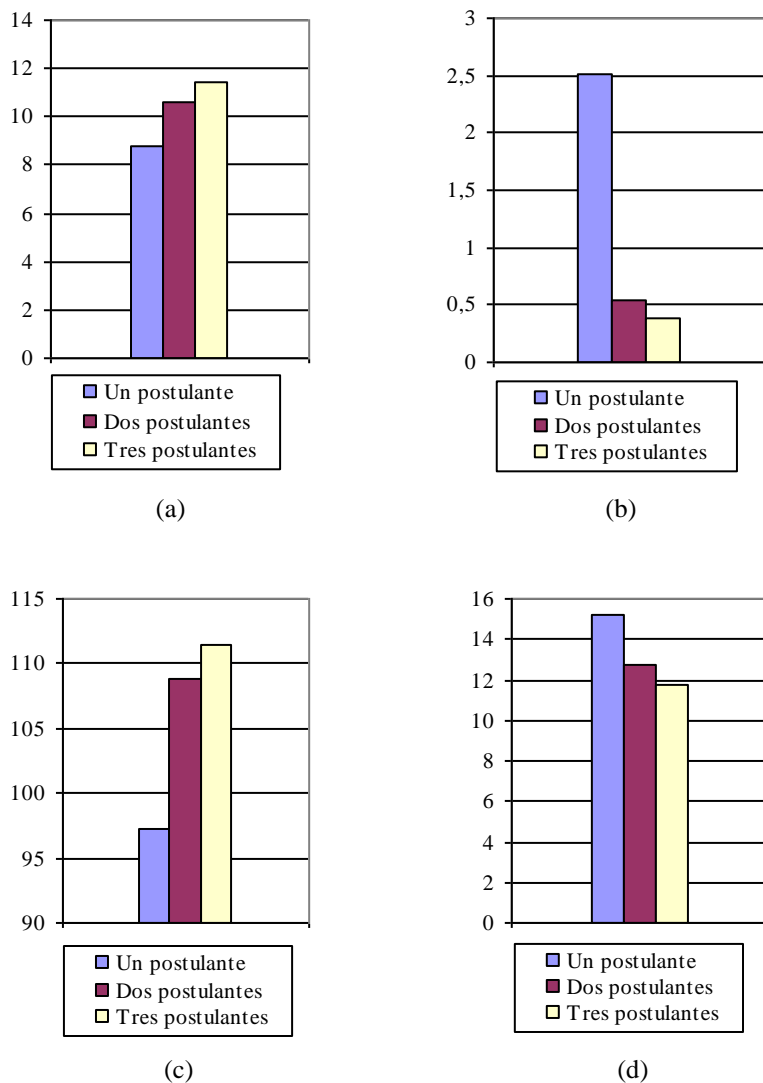 14
12
10
8
6
4
2
0
Un postulante
Dos postulantes
Tres postulantes
(a)
3
2,5
2
1,5
1
0,5
0
Un postulante
Dos postulantes
Tres postulantes
(b)
115
110
105
100
95
90
Un postulante
Dos postulantes
Tres postulantes
(c)
16
14
12
10
8
6
4
2
0
Un postulante
Dos postulantes
Tres postulantes
(d)